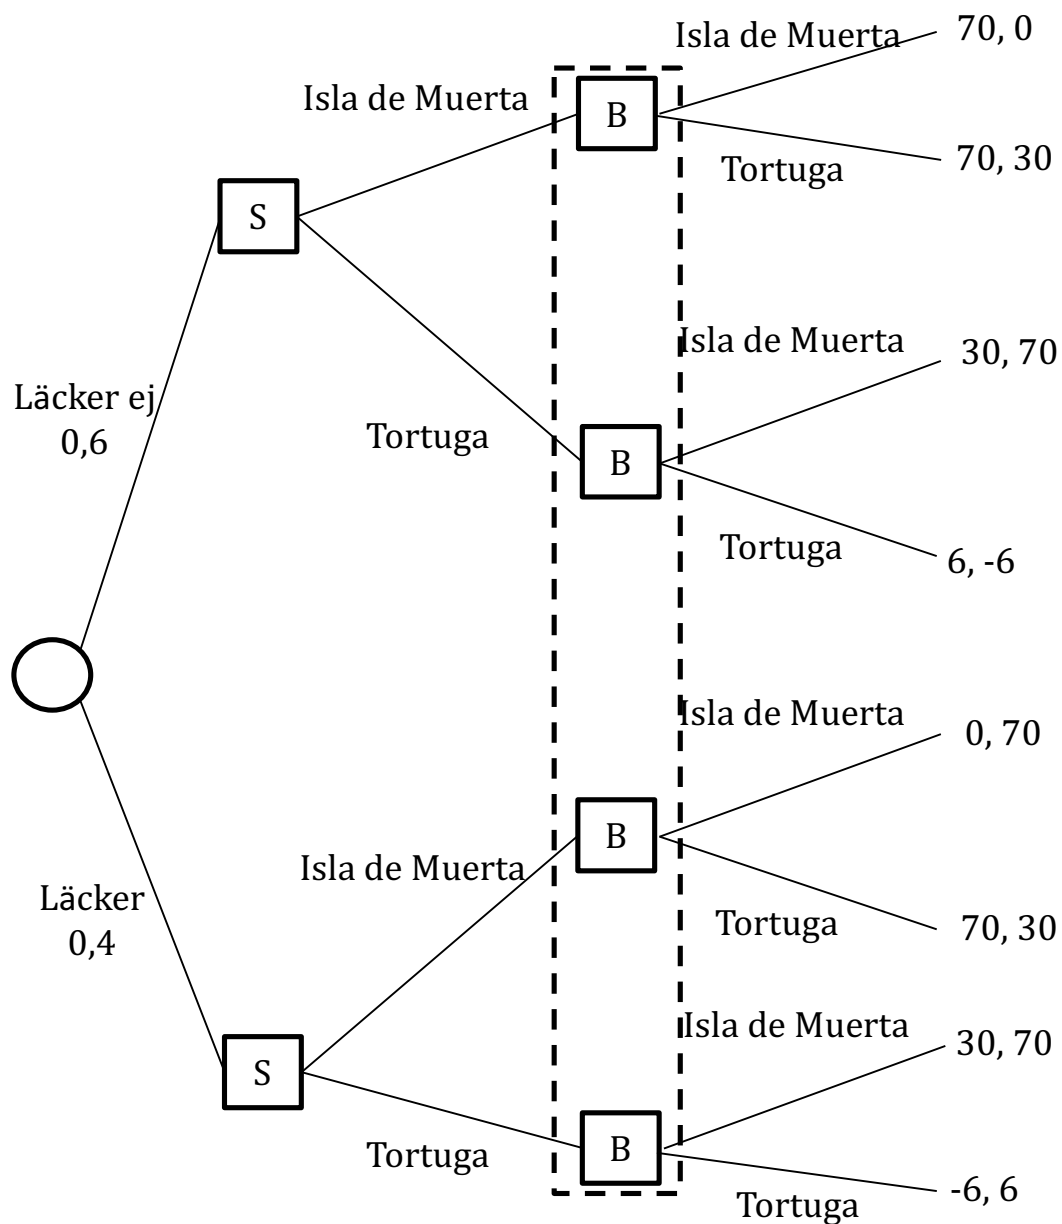 Isla de Muerta
70, 0
Isla de Muerta
B
Tortuga
70, 30
S
Isla de Muerta
30, 70
Läcker ej
0,6
Tortuga
B
Tortuga
6, -6
Isla de Muerta
0, 70
B
Isla de Muerta
Läcker
0,4
Tortuga
70, 30
Isla de Muerta
30, 70
S
Tortuga
B
-6, 6
Tortuga